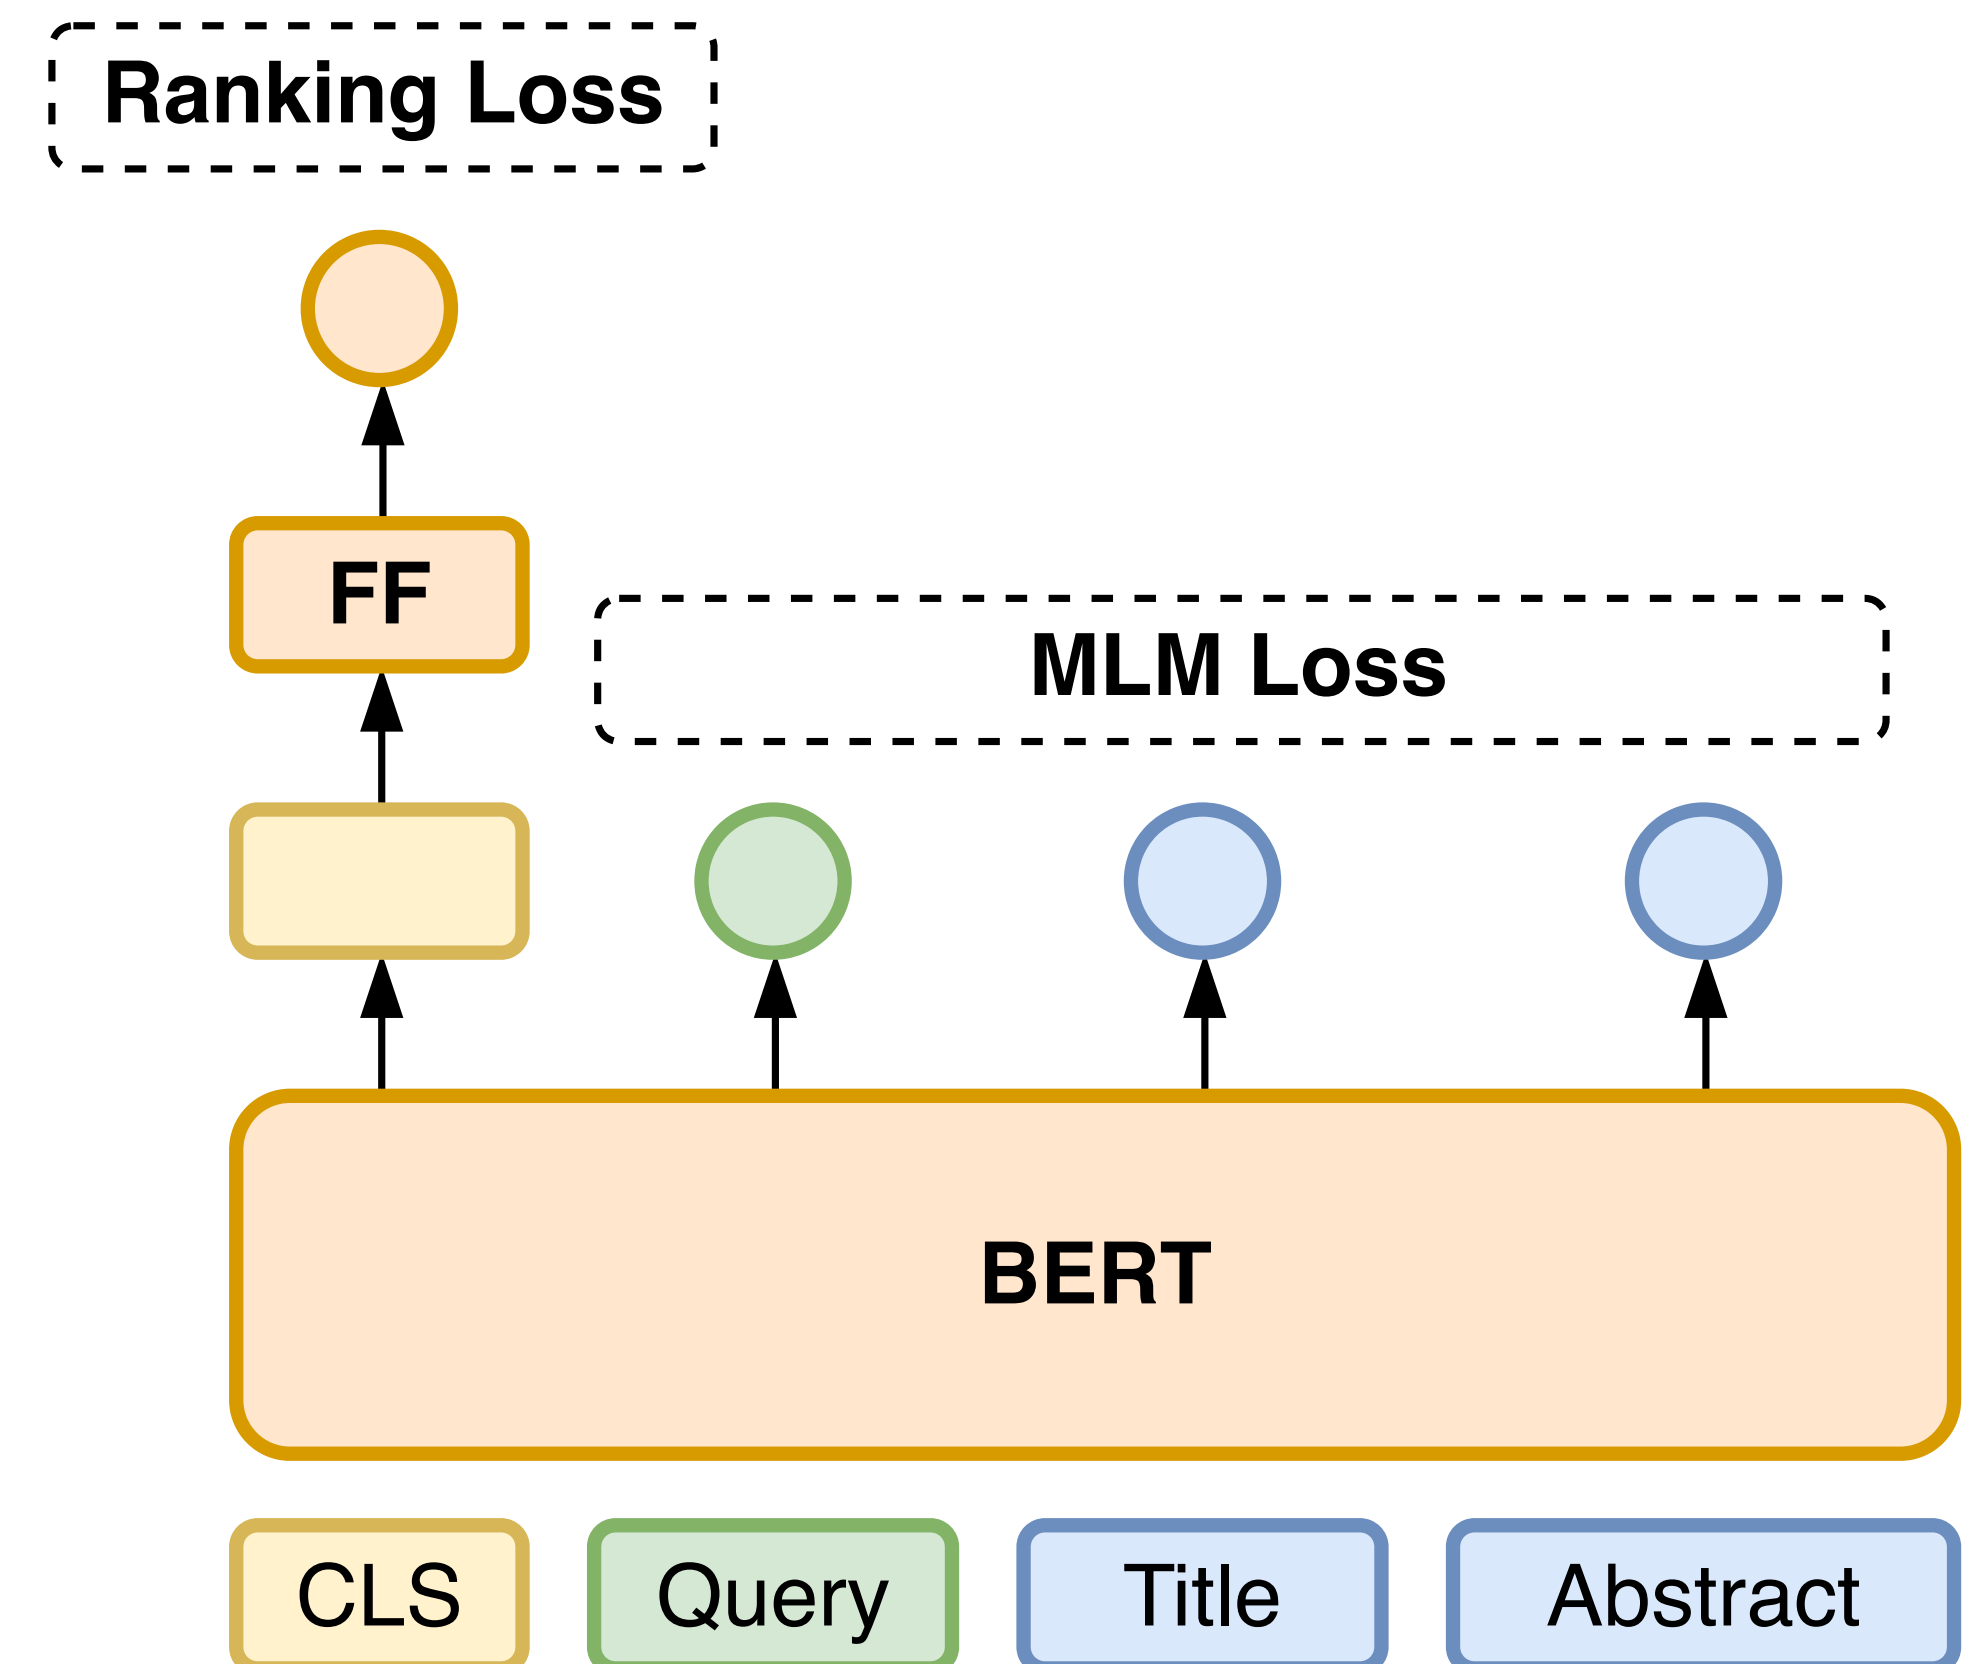 Ranking Loss
FF
MLM Loss
BERT
CLS
Query
Title
Abstract